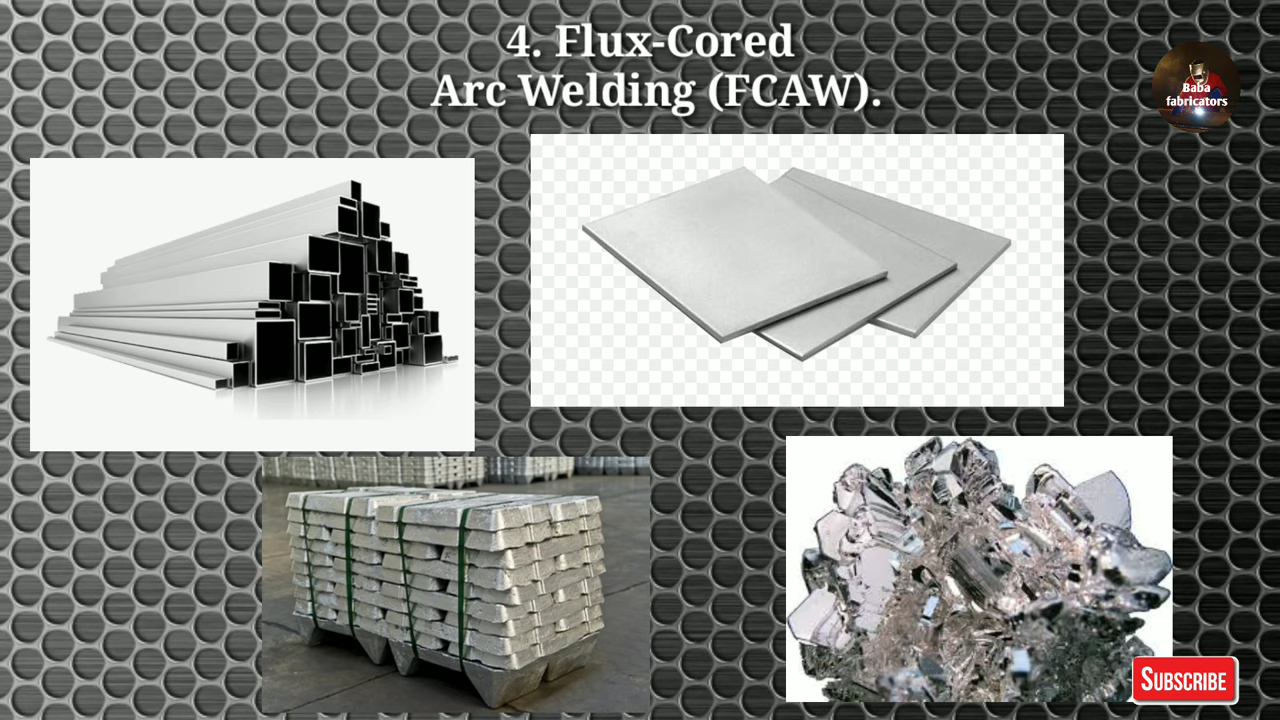 4. Flux-Cored
Arc Welding (FCAW).
Baba
fabricators
SUBSCRIBE